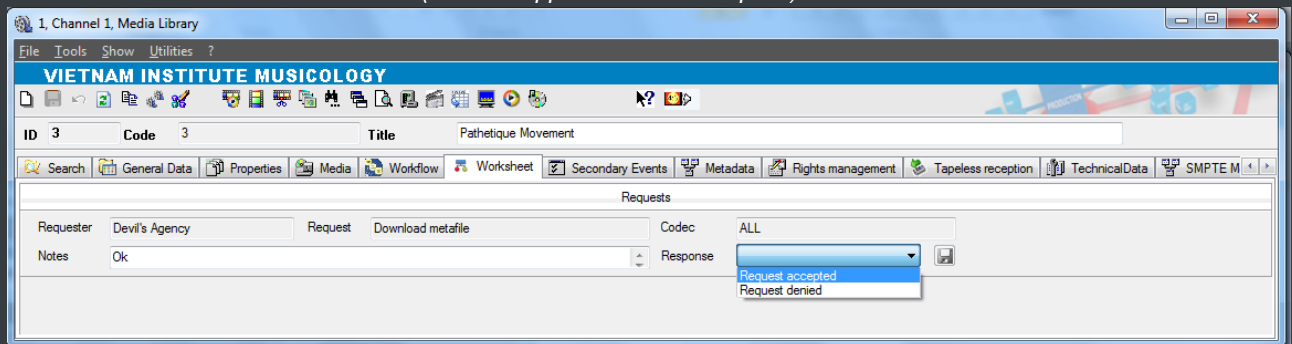 1, Channel 1, Media Library
File Tools Show Utilities ?
VIETNAM INSTITUTE MUSICOLOGY
PRODUCTION
ID 3 Code 3 Title Pathetique Movement
Search General Data Properties Media Workflow Worksheet Secondary Events Metadata Rights management Tapeless reception TechnicalData SMPTE M
Requests
Requester Devil's Agency Request Download metafile Codec ALL
Notes Ok Response
Request accepted
Request denied